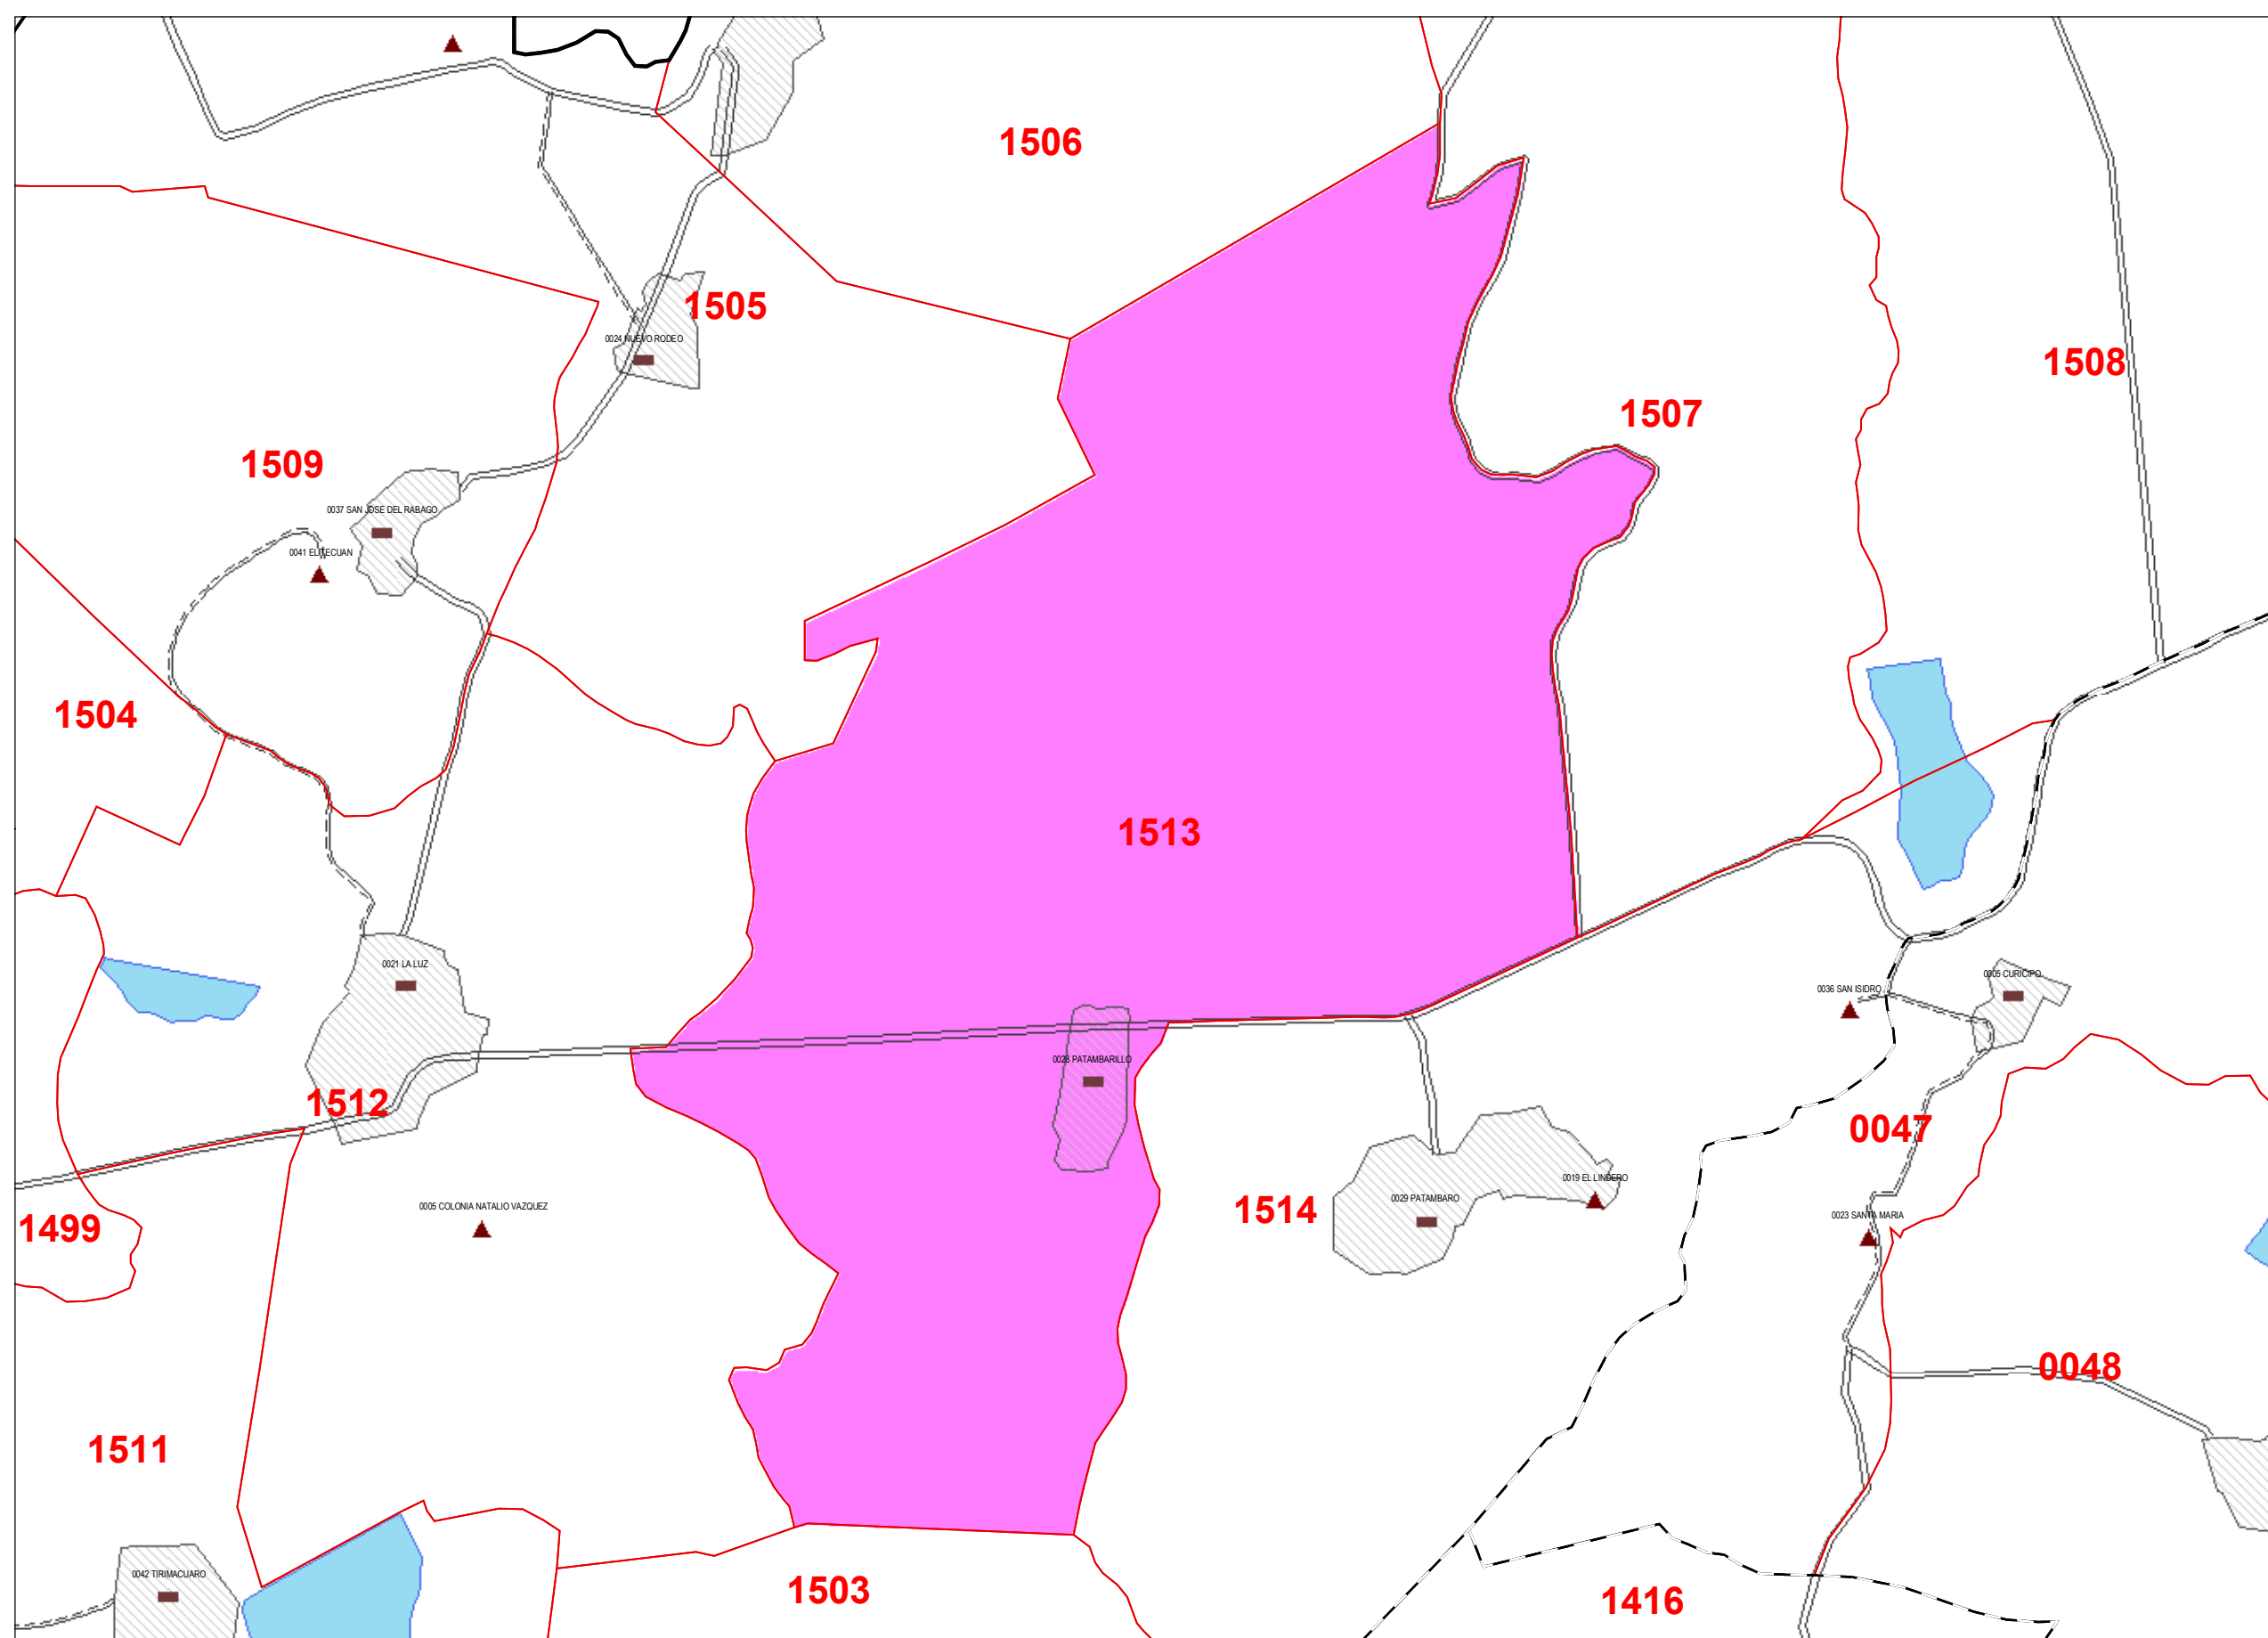 1506
1505
0024 NUEVO RODEO
1508
1507
1509
0037 SAN JOSE DEL RABAGO
0041 EL TECUAN
1504
1513
0021 LA LUZ
0005 CURICIPO
0036 SAN ISIDRO
0028 PATAMBARILLO
1512
0047
0019 EL LINDERO
0029 PATAMBARO
0005 COLONIA NATALIO VAZQUEZ
1514
0023 SANTA MARIA
1499
0048
1511
0042 TIRIMACUARO
1503
1416